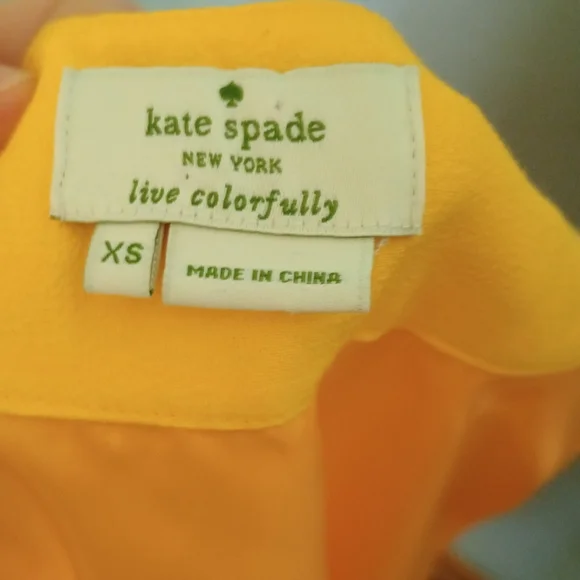 kate spade
NEW YORK
live colorfully
XS
MADE IN CHINA